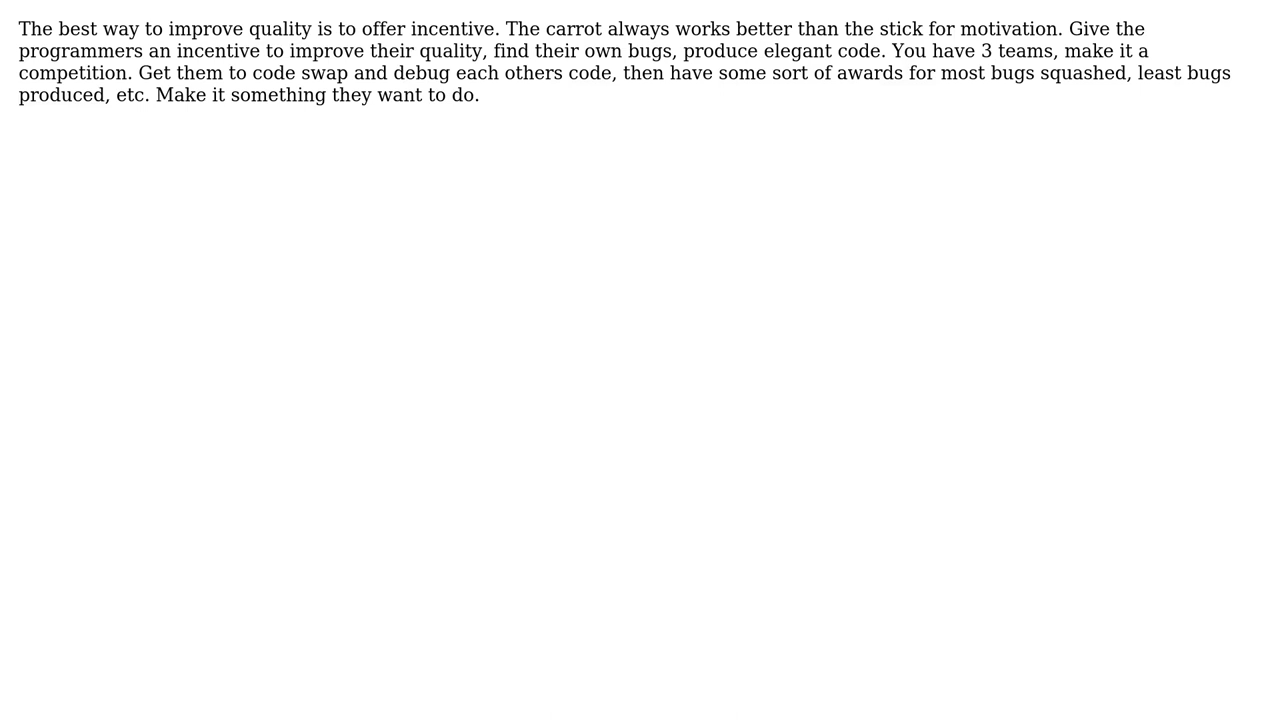 The best way to improve quality is to offer incentive. The carrot always works better than the stick for motivation. Give the
programmers an incentive to improve their quality, find their own bugs, produce elegant code. You have 3 teams, make it a
competition. Get them to code swap and debug each others code, then have some sort of awards for most bugs squashed, least bugs
produced, etc. Make it something they want to do.